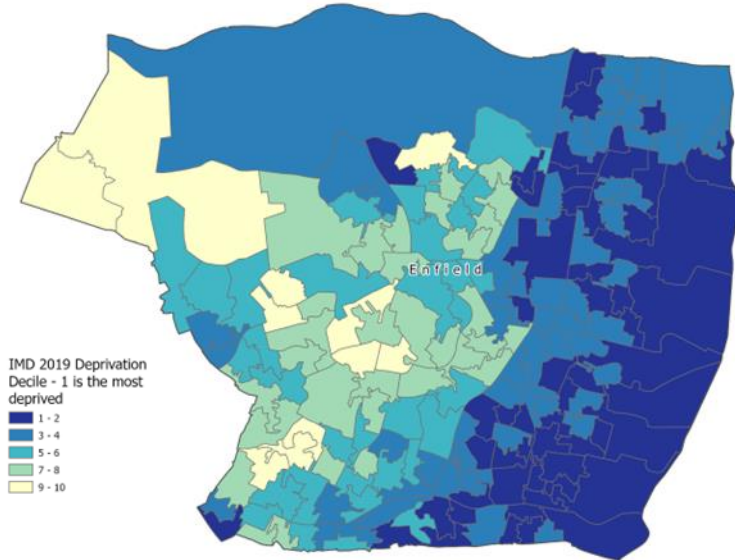 Enfield
IMD 2019 Deprivation
Decile - 1 is the most
deprived
1 - 2
3 - 4
5 - 6
7 - 8
9 - 10